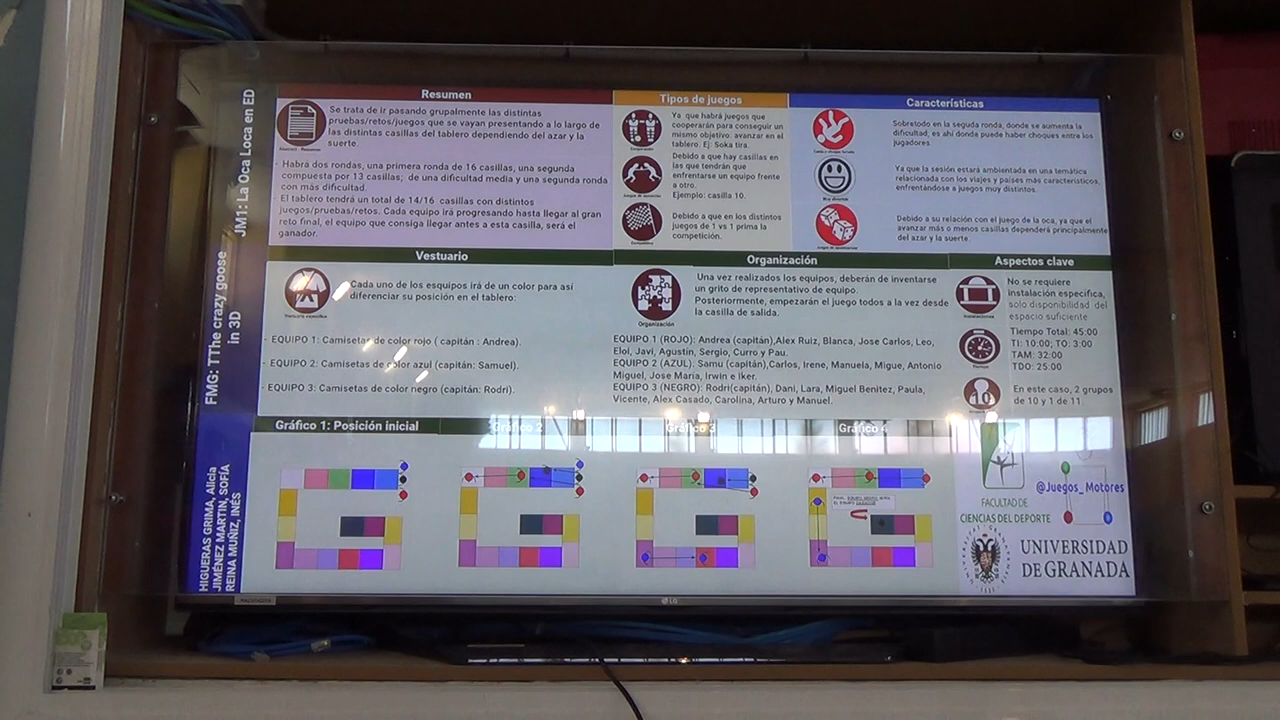 JM1: La Oca Loca en ED
FMG: TThe crazy goose
in 3D
HIGUERAS GRIMA, Alicia
JIMÉNEZ MARTIN, SOFÍA
REINA MUÑIZ, INÉS
Resumen
Se trata de ir pasando grupalmente las distintas
pruebas/retos/juegos que se vayan presentando a lo largo de
las distintas casillas del tablero dependiendo del azar y la
suerte.
- Habrá dos rondas, una primera ronda de 16 casillas, una segunda
compuesta por 13 casillas; de una dificultad media y una segunda ronda
con más dificultad.
- El tablero tendrá un total de 14/16 casillas con distintos
juegos/pruebas/retos. Cada equipo irá progresando hasta llegar al gran
reto final, el equipo que consiga llegar antes a esta casilla, será el
ganador.
Tipos de juegos
Ya que habrá juegos que
cooperarán para conseguir un
mismo objetivo: avanzar en el
tablero. Ej: Soka tira.
Debido a que hay casillas en
las que tendrán que
enfrentarse un equipo frente
a otro.
Ejemplo: casilla 10.
Debido a que en los distintos
juegos de 1 vs 1 prima la
competición.
Características
Sobretodo en la seguda ronda, donde se aumenta la
dificultad; es ahí donde puede haber choques entre los
jugadores.
Ya que la sesión estará ambientada en una temática
relacionada con los viajes y países más característicos,
enfrentándose a juegos muy distintos.
Debido a su relación con el juego de la oca, ya que el
avanzar más o menos casillas dependerá principalmente
del azar y la suerte.
Vestuario
Cada uno de los esquipos irá de un color para así
diferenciar su posición en el tablero:
- EQUIPO 1: Camisetas de color rojo ( capitán : Andrea).
- EQUIPO 2: Camisetas de color azul (capitán: Samuel).
- EQUIPO 3: Camisetas de color negro (capitán: Rodri).
Organización
Organización
Una vez realizados los equipos, deberán de inventarse
un grito de representativo de equipo.
Posteriormente, empezarán el juego todos a la vez desde
la casilla de salida.
EQUIPO 1 (ROJO): Andrea (capitán),Alex Ruiz, Blanca, Jose Carlos, Leo,
Eloi, Javi, Agustin, Sergio, Curro y Pau.
EQUIPO 2 (AZUL): Samu (capitán),Carlos, Irene, Manuela, Migue, Antonio
Miguel, Jose Maria, Irwin e Iker.
EQUIPO 3 (NEGRO): Rodri(capitán), Dani, Lara, Miguel Benitez, Paula,
Vicente, Alex Casado, Carolina, Arturo y Manuel.
Aspectos clave
No se requiere
instalación especifica,
solo disponibilidad del
espacio suficiente
Tiempo Total: 45:00
TI: 10:00; TO: 3:00
TAM: 32:00
TDO: 25:00
10
En este caso, 2 grupos
de 10 y 1 de 11
Gráfico 1: Posición inicial
Gráfico 2
Gráfico 3
Gráfico 4
FACULTAD DE
CIENCIAS DEL DEPORTE
@Juegos_Motores
UNIVERSIDAD
DE GRANADA
LG